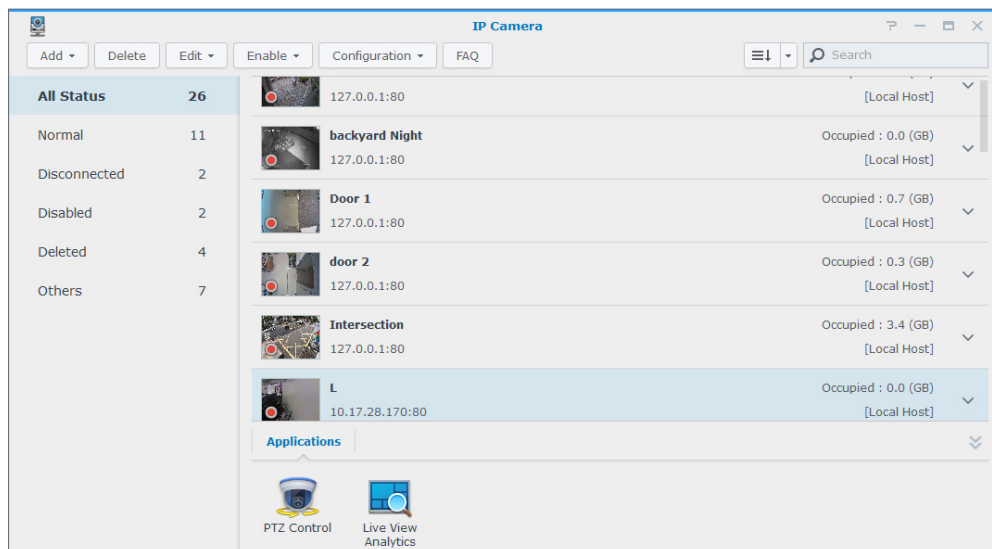 IP Camera
Add Delete Edit Enable Configuration FAQ Search
All Status 26
Normal 11
Disconnected 2
Disabled 2
Deleted 4
Others 7
127.0.0.1:80 [Local Host]
backyard Night Occupied : 0.0 (GB)
127.0.0.1:80 [Local Host]
Door 1 Occupied : 0.7 (GB)
127.0.0.1:80 [Local Host]
door 2 Occupied : 0.3 (GB)
127.0.0.1:80 [Local Host]
Intersection Occupied : 3.4 (GB)
127.0.0.1:80 [Local Host]
L Occupied : 0.0 (GB)
10.17.28.170:80 [Local Host]
Applications
PTZ Control
Live View
Analytics